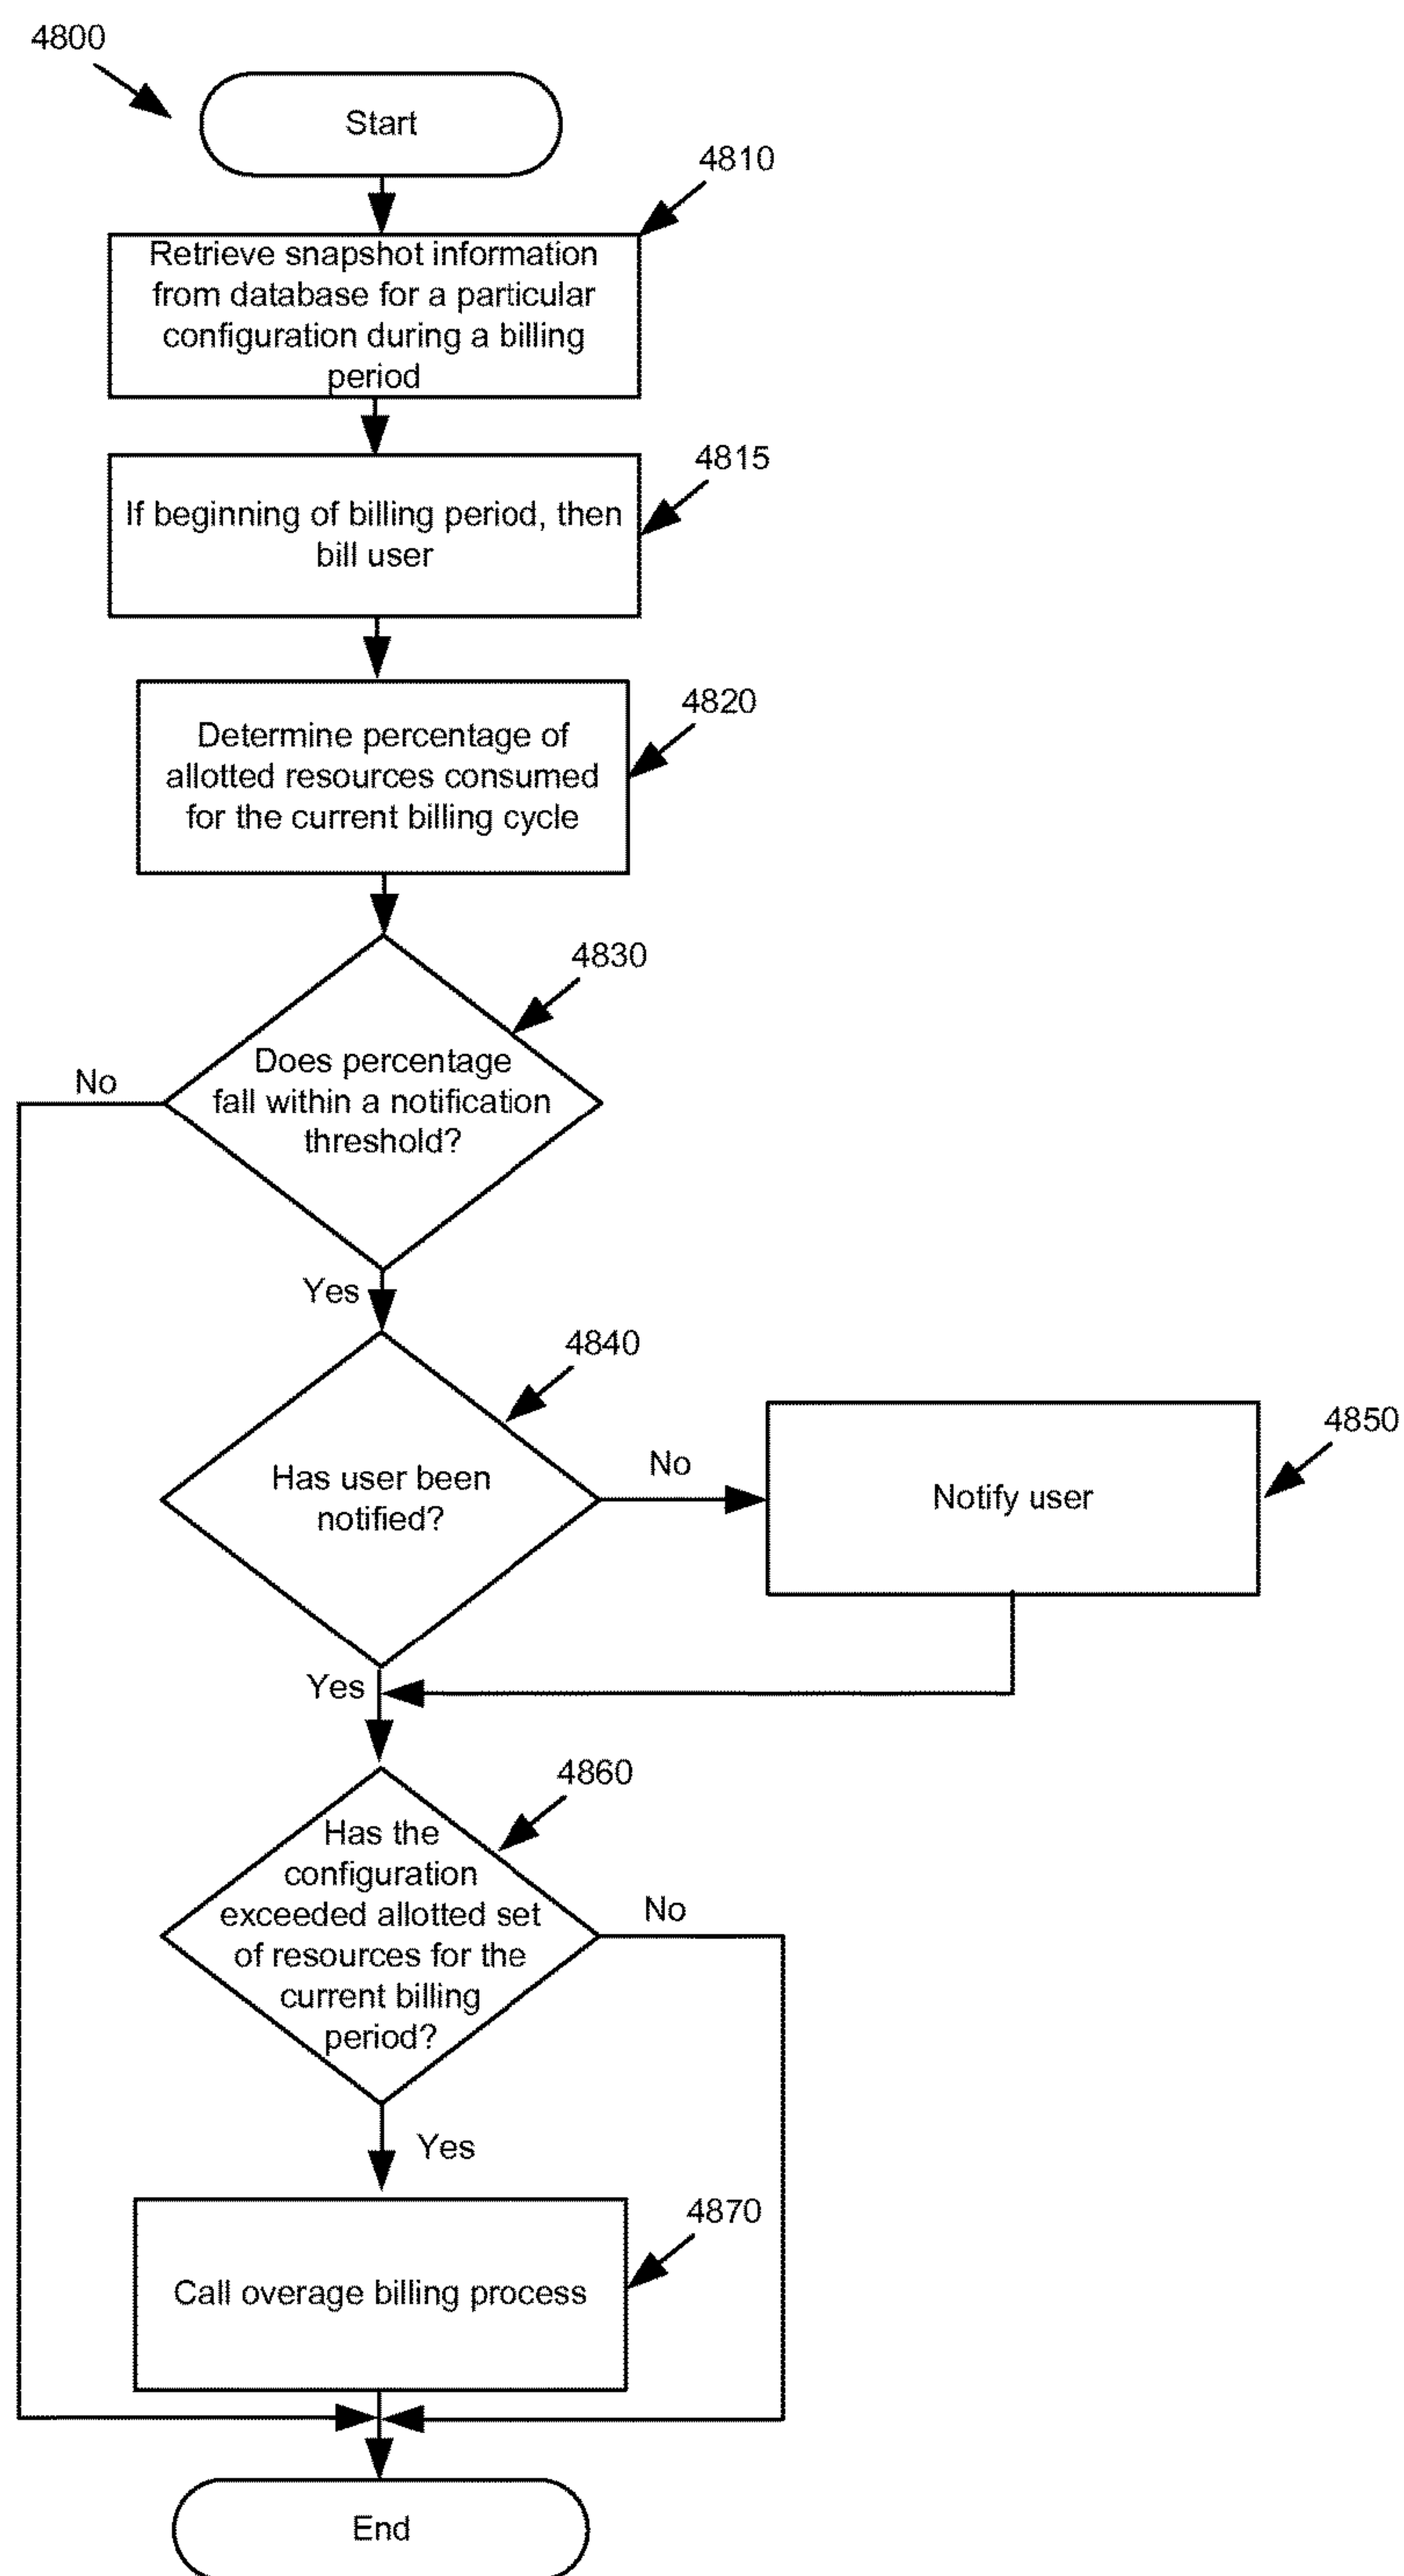 4800
Start
4810
Retrieve snapshot information
from database for a particular
configuration during a billing
period
4815
If beginning of billing period, then
bill user
4820
Determine percentage of
allotted resources consumed
for the current billing cycle
4830
Does percentage
fall within a notification
threshold?
No
Yes
4840
Has user been
notified?
No
4850
Notify user
Yes
4860
Has the
configuration
exceeded allotted set
of resources for the
current billing
period?
No
Yes
4870
Call overage billing process
End